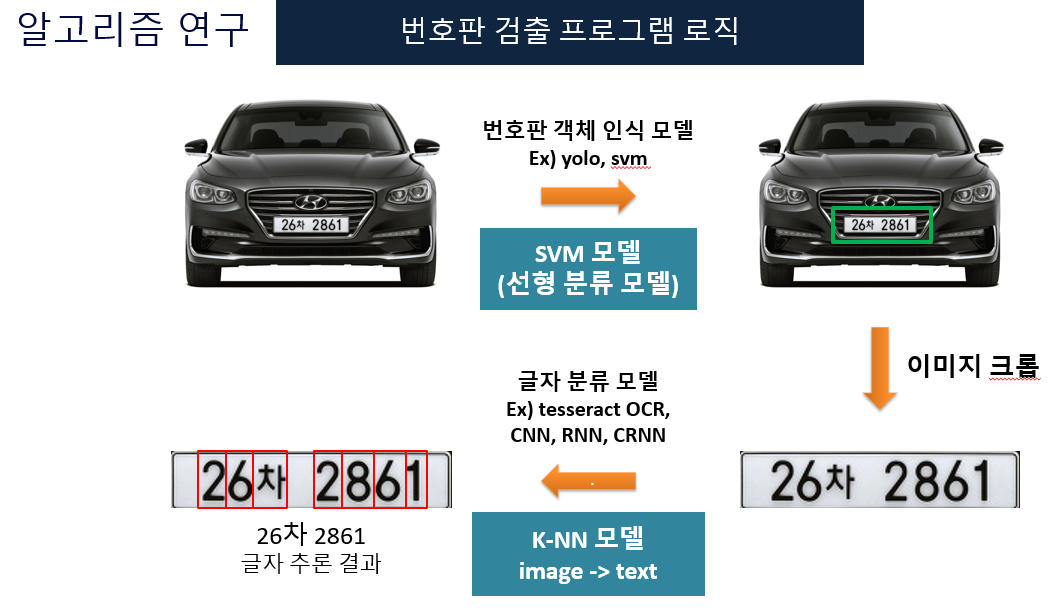 알고리즘 연구
번호판 검출 프로그램 로직
번호판 객체 인식 모델
Ex) yolo, svm
SVM 모델
(선형 분류 모델)
26차 2861
26차 2861
이미지 크롭
글자 분류 모델
Ex) tesseract OCR,
CNN, RNN, CRNN
.
K-NN 모델
image -> text
26차 2861
26차 2861
26차 2861
글자 추론 결과